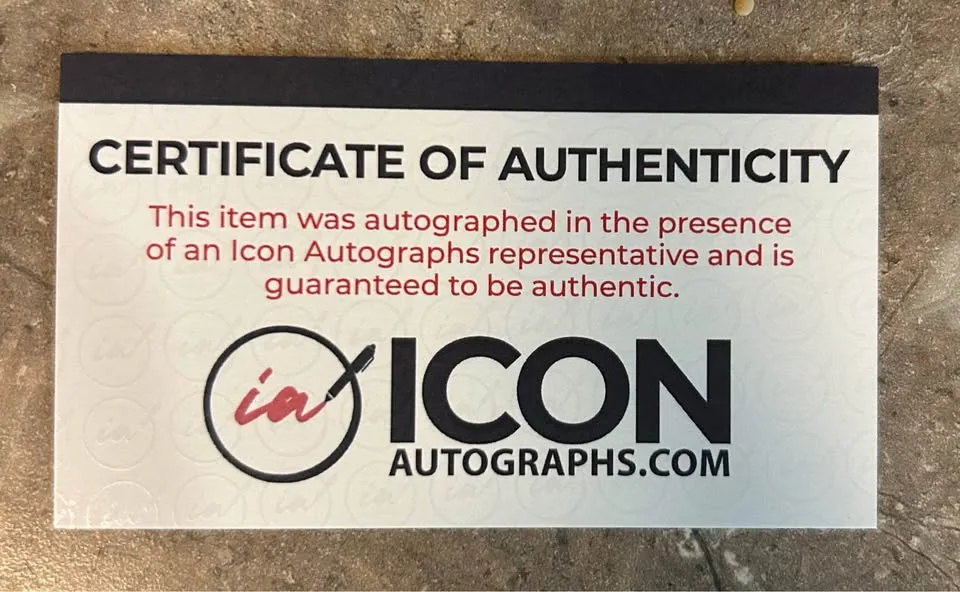 CERTIFICATE OF AUTHENTICITY
This item was autographed in the presence
of an Icon Autographs representative and is
guaranteed to be authentic.
ia
ICON
AUTOGRAPHS.COM